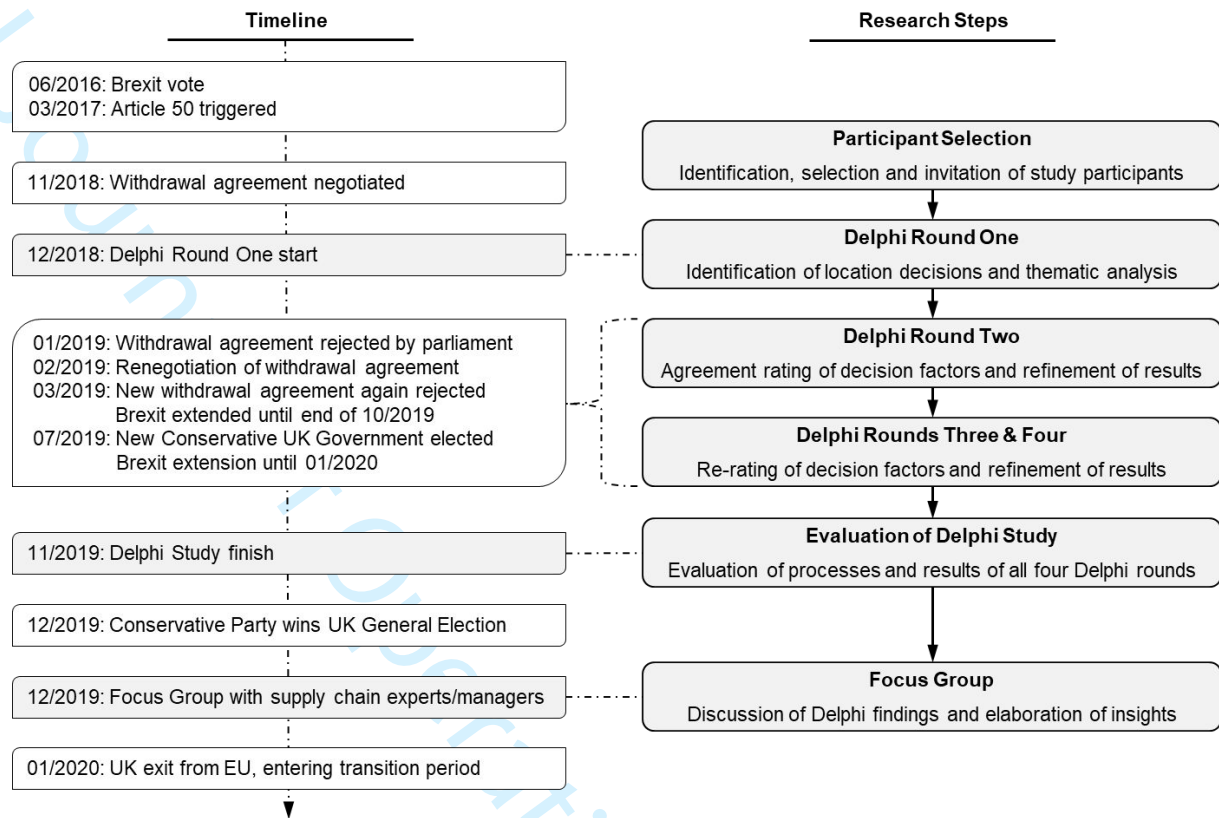 Timeline
06/2016: Brexit vote
03/2017: Article 50 triggered
11/2018: Withdrawal agreement negotiated
12/2018: Delphi Round One start
01/2019: Withdrawal agreement rejected by parliament
02/2019: Renegotiation of withdrawal agreement
03/2019: New withdrawal agreement again rejected
Brexit extended until end of 10/2019
07/2019: New Conservative UK Government elected
Brexit extension until 01/2020
11/2019: Delphi Study finish
12/2019: Conservative Party wins UK General Election
12/2019: Focus Group with supply chain experts/managers
01/2020: UK exit from EU, entering transition period
Research Steps
Participant Selection
Identification, selection and invitation of study participants
Delphi Round One
Identification of location decisions and thematic analysis
Delphi Round Two
Agreement rating of decision factors and refinement of results
Delphi Rounds Three & Four
Re-rating of decision factors and refinement of results
Evaluation of Delphi Study
Evaluation of processes and results of all four Delphi rounds
Focus Group
Discussion of Delphi findings and elaboration of insights